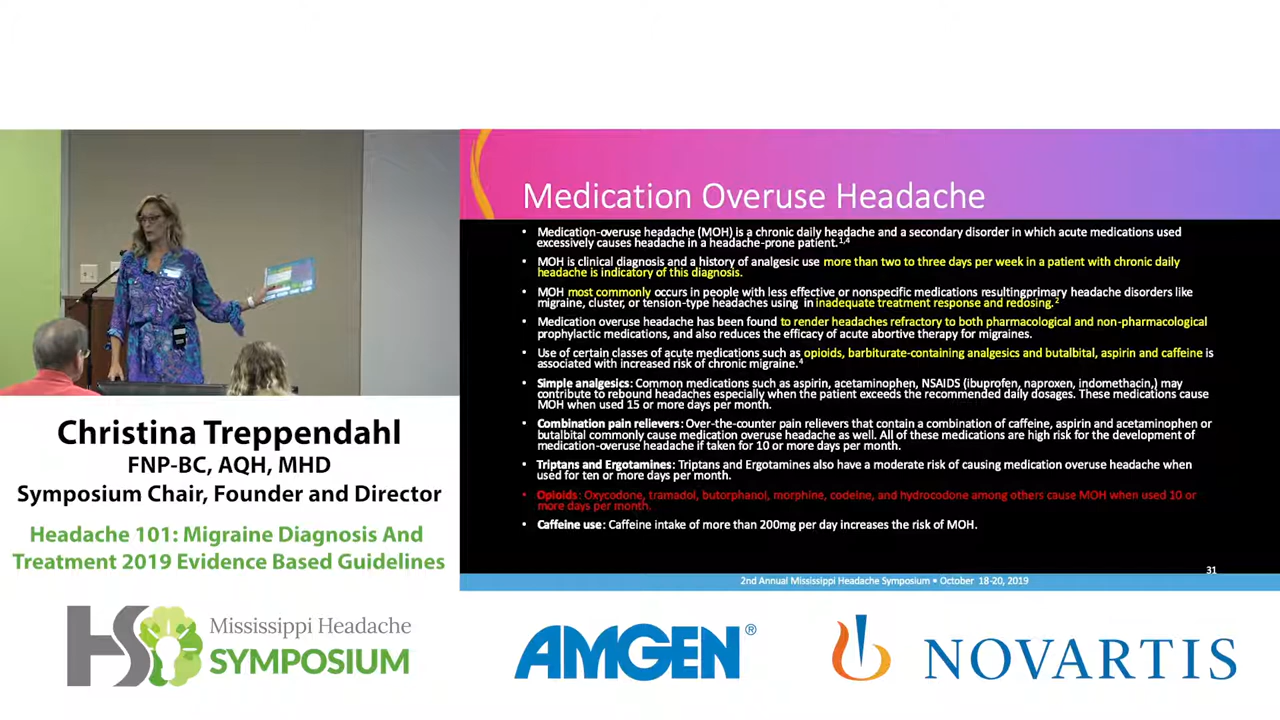 Medication Overuse Headache
• Medication-overuse headache (MOH) is a chronic daily headache and a secondary disorder in which acute medications used
excessively causes headache in a headache-prone patient.1,4
• MOH is clinical diagnosis and a history of analgesic use more than two to three days per week in a patient with chronic daily
headache is indicatory of this diagnosis.
• MOH most commonly occurs in people with less effective or nonspecific medications resultingprimary headache disorders like
migraine, cluster, or tension-type headaches using in inadequate treatment response and redosing.2
• Medication overuse headache has been found to render headaches refractory to both pharmacological and non-pharmacological
prophylactic medications, and also reduces the efficacy of acute abortive therapy for migraines.
• Use of certain classes of acute medications such as opioids, barbiturate-containing analgesics and butalbital, aspirin and caffeine is
associated with increased risk of chronic migraine.4
• Simple analgesics: Common medications such as aspirin, acetaminophen, NSAIDS (ibuprofen, naproxen, indomethacin,) may
contribute to rebound headaches especially when the patient exceeds the recommended daily dosages. These medications cause
MOH when used 15 or more days per month.
• Combination pain relievers: Over-the-counter pain relievers that contain a combination of caffeine, aspirin and acetaminophen or
butalbital commonly cause medication overuse headache as well. All of these medications are high risk for the development of
medication-overuse headache if taken for 10 or more days per month.
• Triptans and Ergotamines: Triptans and Ergotamines also have a moderate risk of causing medication overuse headache when
used for ten or more days per month.
• Opioids: Oxycodone, tramadol, butorphanol, morphine, codeine, and hydrocodone among others cause MOH when used 10 or
more days per month.
• Caffeine use: Caffeine intake of more than 200mg per day increases the risk of MOH.
31
2nd Annual Mississippi Headache Symposium • October 18-20, 2019
Christina Treppendahl
FNP-BC, AQH, MHD
Symposium Chair, Founder and Director
Headache 101: Migraine Diagnosis And
Treatment 2019 Evidence Based Guidelines
HS
Mississippi Headache
SYMPOSIUM
AMGEN®
NOVARTIS